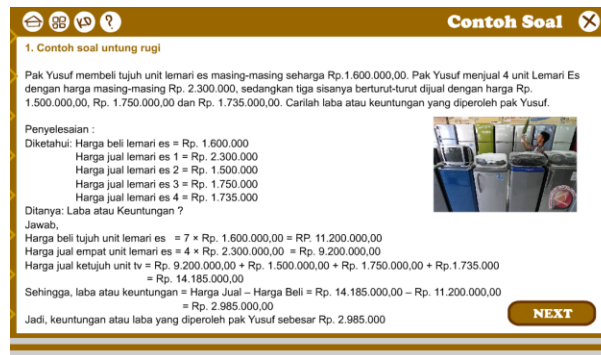 Contoh Soal
1. Contoh soal untung rugi
Pak Yusuf membeli tujuh unit lemari es masing-masing seharga Rp.1.600.000,00. Pak Yusuf menjual 4 unit Lemari Es
dengan harga masing-masing Rp. 2.300.000, sedangkan tiga sisanya berturut-turut dijual dengan harga Rp.
1.500.000,00, Rp. 1.750.000,00 dan Rp. 1.735.000,00. Carilah laba atau keuntungan yang diperoleh pak Yusuf.
Penyelesaian :
Diketahui: Harga beli lemari es = Rp. 1.600.000
Harga jual lemari es 1 = Rp. 2.300.000
Harga jual lemari es 2 = Rp. 1.500.000
Harga jual lemari es 3 = Rp. 1.750.000
Harga jual lemari es 4 = Rp. 1.735.000
Ditanya: Laba atau Keuntungan ?
Jawab,
Harga beli tujuh unit lemari es = 7 × Rp. 1.600.000,00 = RP. 11.200.000,00
Harga jual empat unit lemari es = 4 × Rp. 2.300.000,00 = Rp. 9.200.000,00
Harga jual ketujuh unit tv = Rp. 9.200.000,00 + Rp. 1.500.000,00 + Rp. 1.750.000,00 + Rp.1.735.000
= Rp. 14.185.000,00
Sehingga, laba atau keuntungan = Harga Jual – Harga Beli = Rp. 14.185.000,00 – Rp. 11.200.000,00
= Rp. 2.985.000,00
Jadi, keuntungan atau laba yang diperoleh pak Yusuf sebesar Rp. 2.985.000
NEXT